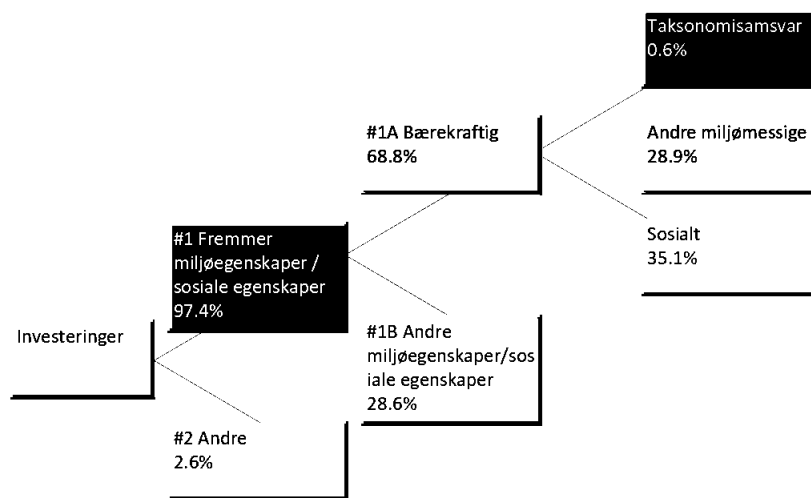 Taksonomisamsvar
0.6%
#1A Bærekraftig
68.8%
Andre miljømessige
28.9%
#1 Fremmer
miljøegenskaper /
sosiale egenskaper
97.4%
Sosialt
35.1%
Investeringer
#1B Andre
miljøegenskaper/sos
iale egenskaper
28.6%
#2 Andre
2.6%